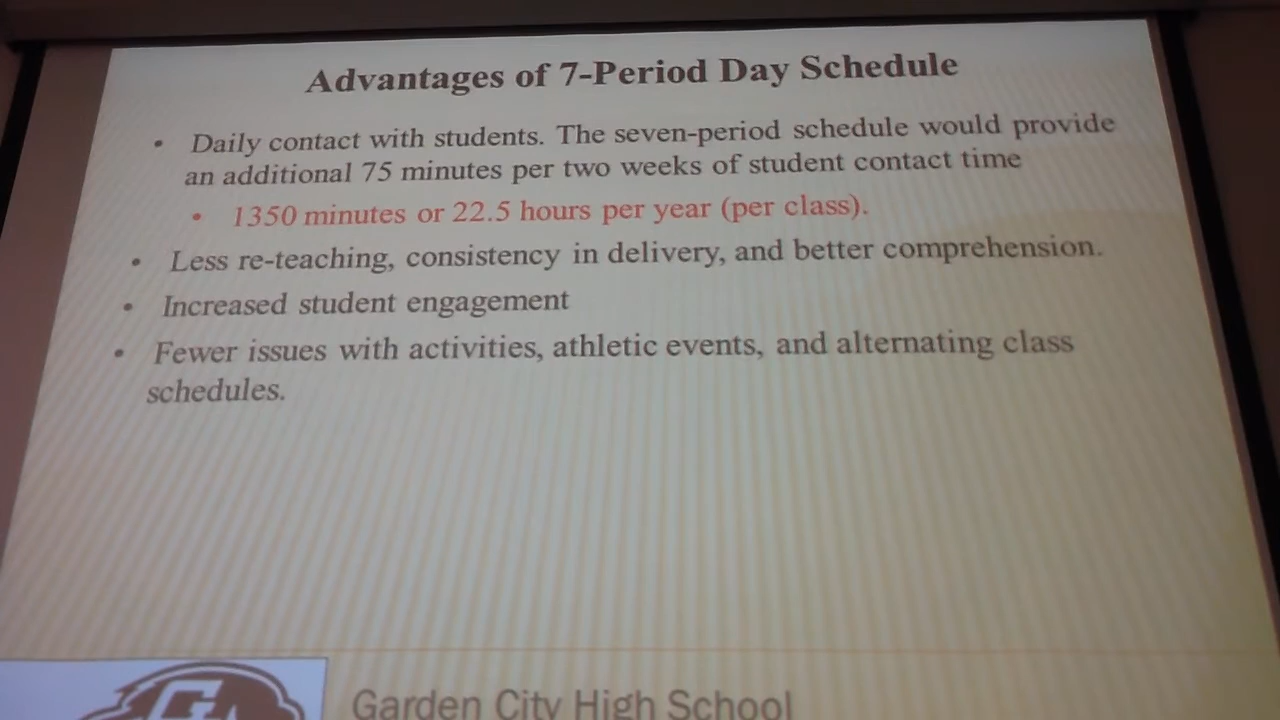 Advantages of 7-Period Day Schedule
• Daily contact with students. The seven-period schedule would provide
an additional 75 minutes per two weeks of student contact time
• 1350 minutes or 22.5 hours per year (per class).
• Less re-teaching, consistency in delivery, and better comprehension.
• Increased student engagement
• Fewer issues with activities, athletic events, and alternating class
schedules.
Garden City High School